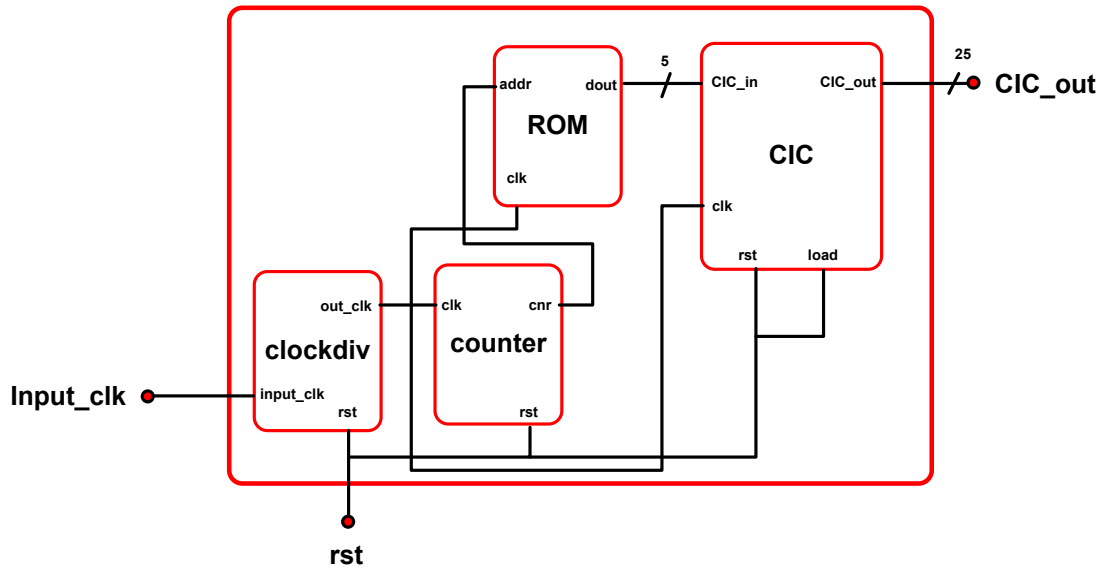 5
25
addr
dout
ROM
clk
CIC_in
CIC_out
CIC
clk
rst
load
CIC_out
out_clk
clockdiv
input_clk
rst
clk
cnr
counter
rst
Input_clk
rst